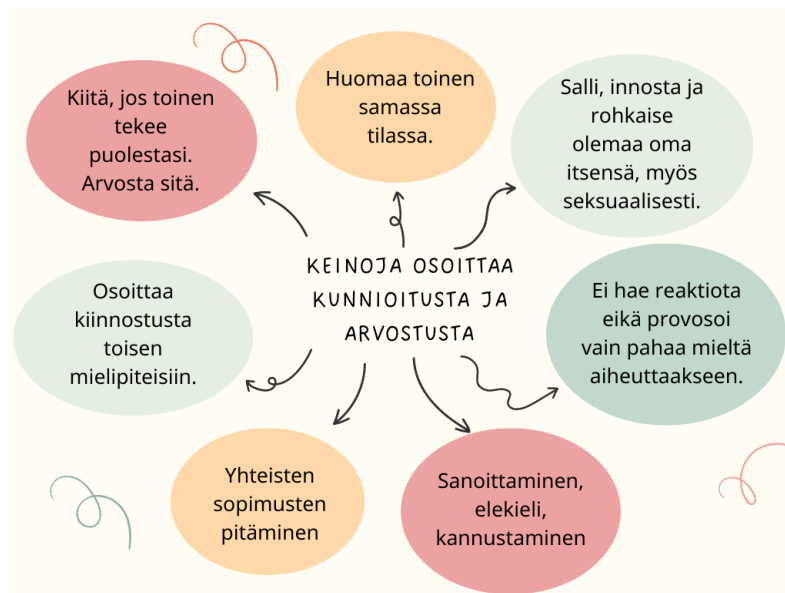 Kiitä, jos toinen
tekee
puolestasi.
Arvosta sitä.
Huomaa toinen
samassa
tilassa.
Salli, innosta ja
rohkaise
olemaa oma
itsensä, myös
seksuaalisesti.
KEINOJA OSOITTAA
KUNNIOITUSTA JA
ARVOSTUSTA
Osoittaa
kiinnostusta
toisen
mielipiteisiin.
Ei hae reaktiota
eikä provosoi
vain pahaa mieltä
aiheuttaakseen.
Yhteisten
sopimusten
pitäminen
Sanoittaminen,
elekieli,
kannustaminen